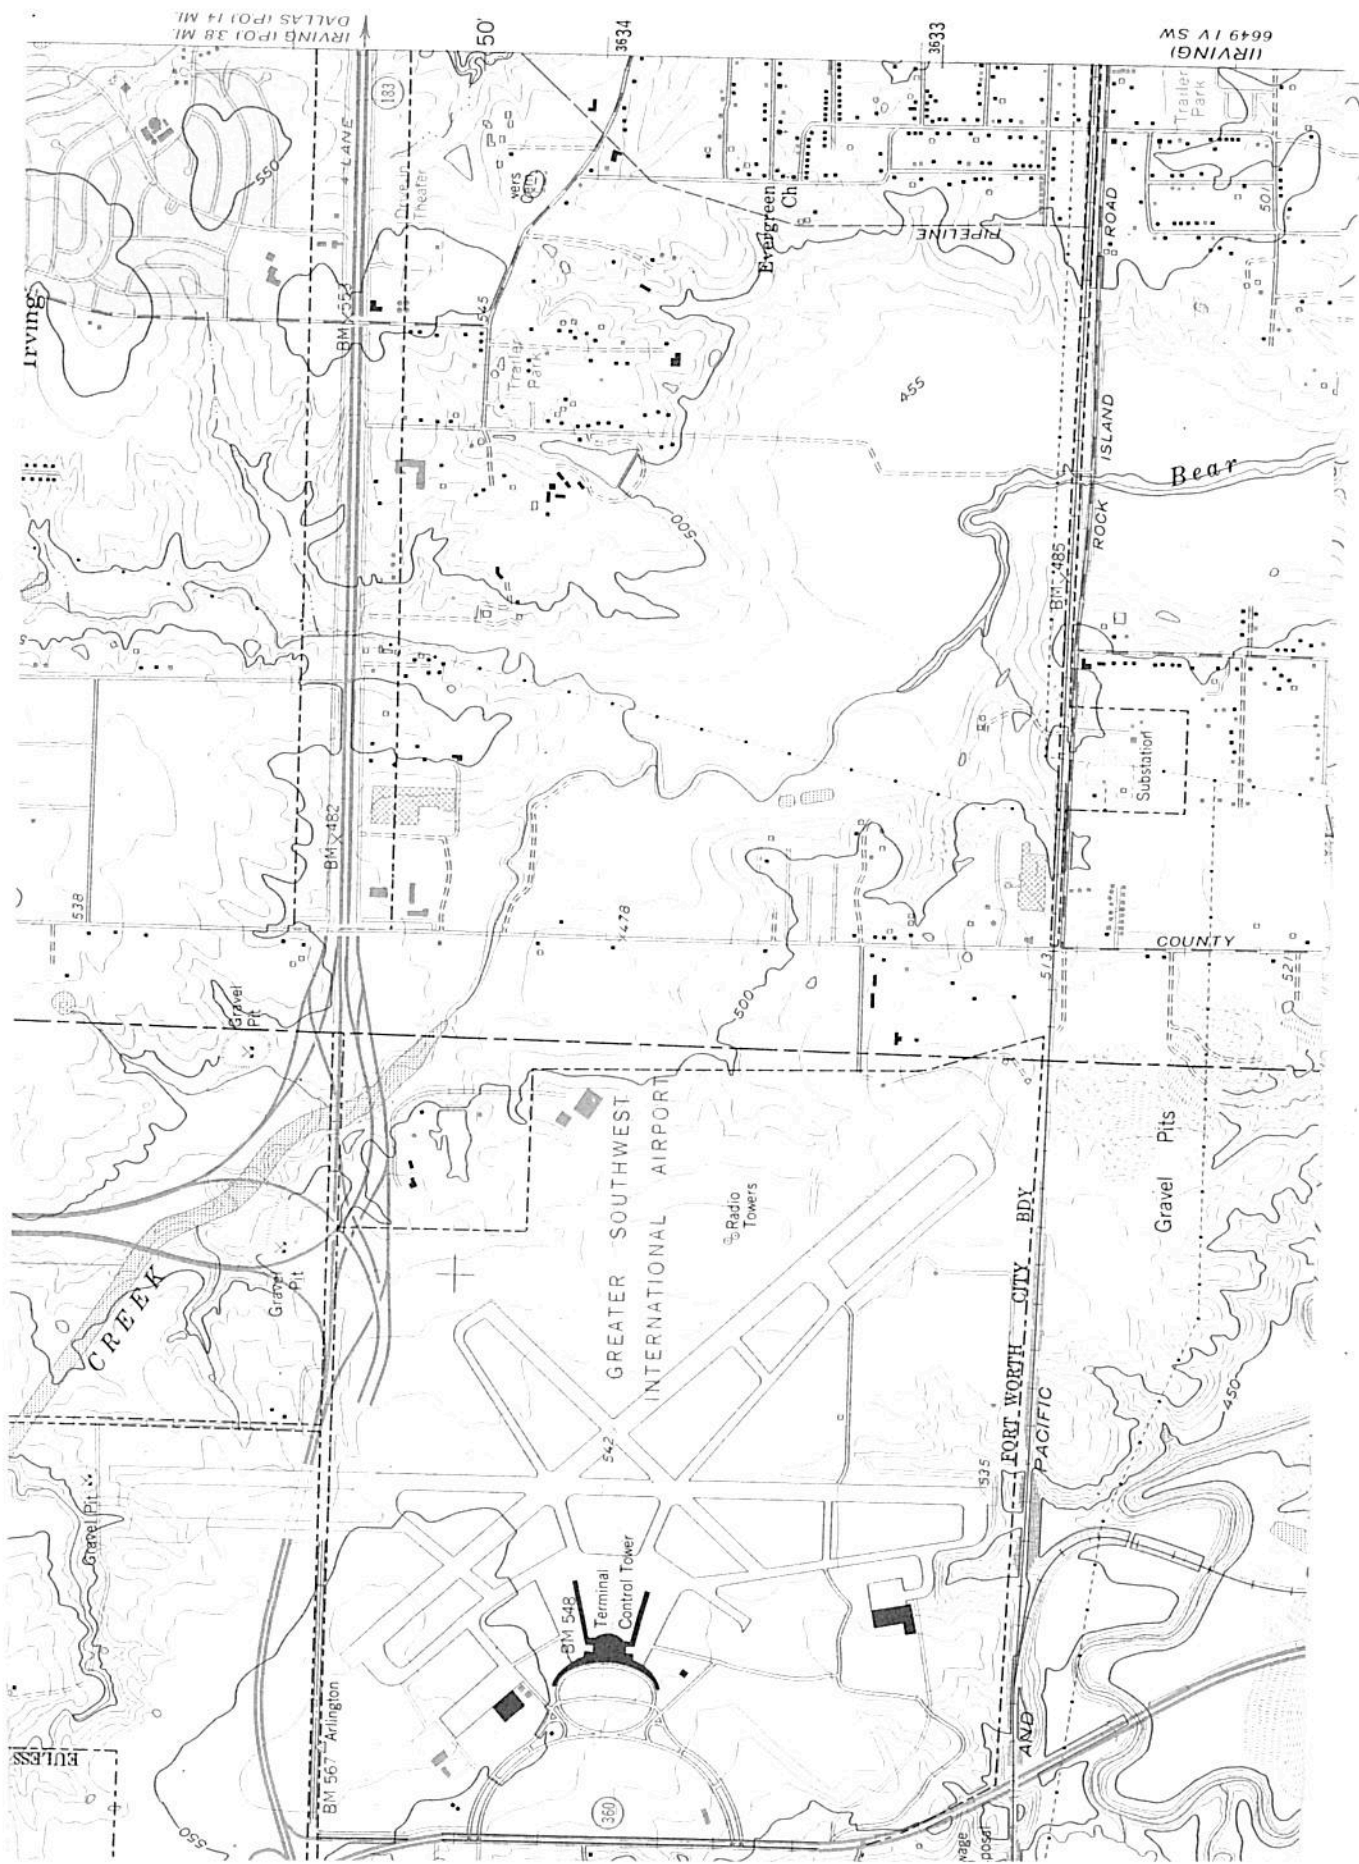 IRVING (P.O.) 3.8 MI.
DALLAS (P.O.) 14 MI.
50'
3634
3633
(IRVING)
6649 IV SW
183
4 LANE
550
Drive-in
Theater
Cem
Evergreen
Ch
PIPELINE
ROAD
Trailer
Park
501
Irving
BM 553
545
Trailer
Park
455
ISLAND
Bear
ROCK
500
BM 485
Substation
BM 482
538
478
COUNTY
513
521
500
Gravel
Pit
Gravel
Pit
CREEK
GREATER SOUTHWEST
INTERNATIONAL AIRPORT
Radio
Towers
Gravel Pits
FORT WORTH CITY BDY
PACIFIC
450
542
535
Gravel Pit
BM 548
Terminal
Control Tower
BM 567
Arlington
EULESS
550
360
AND